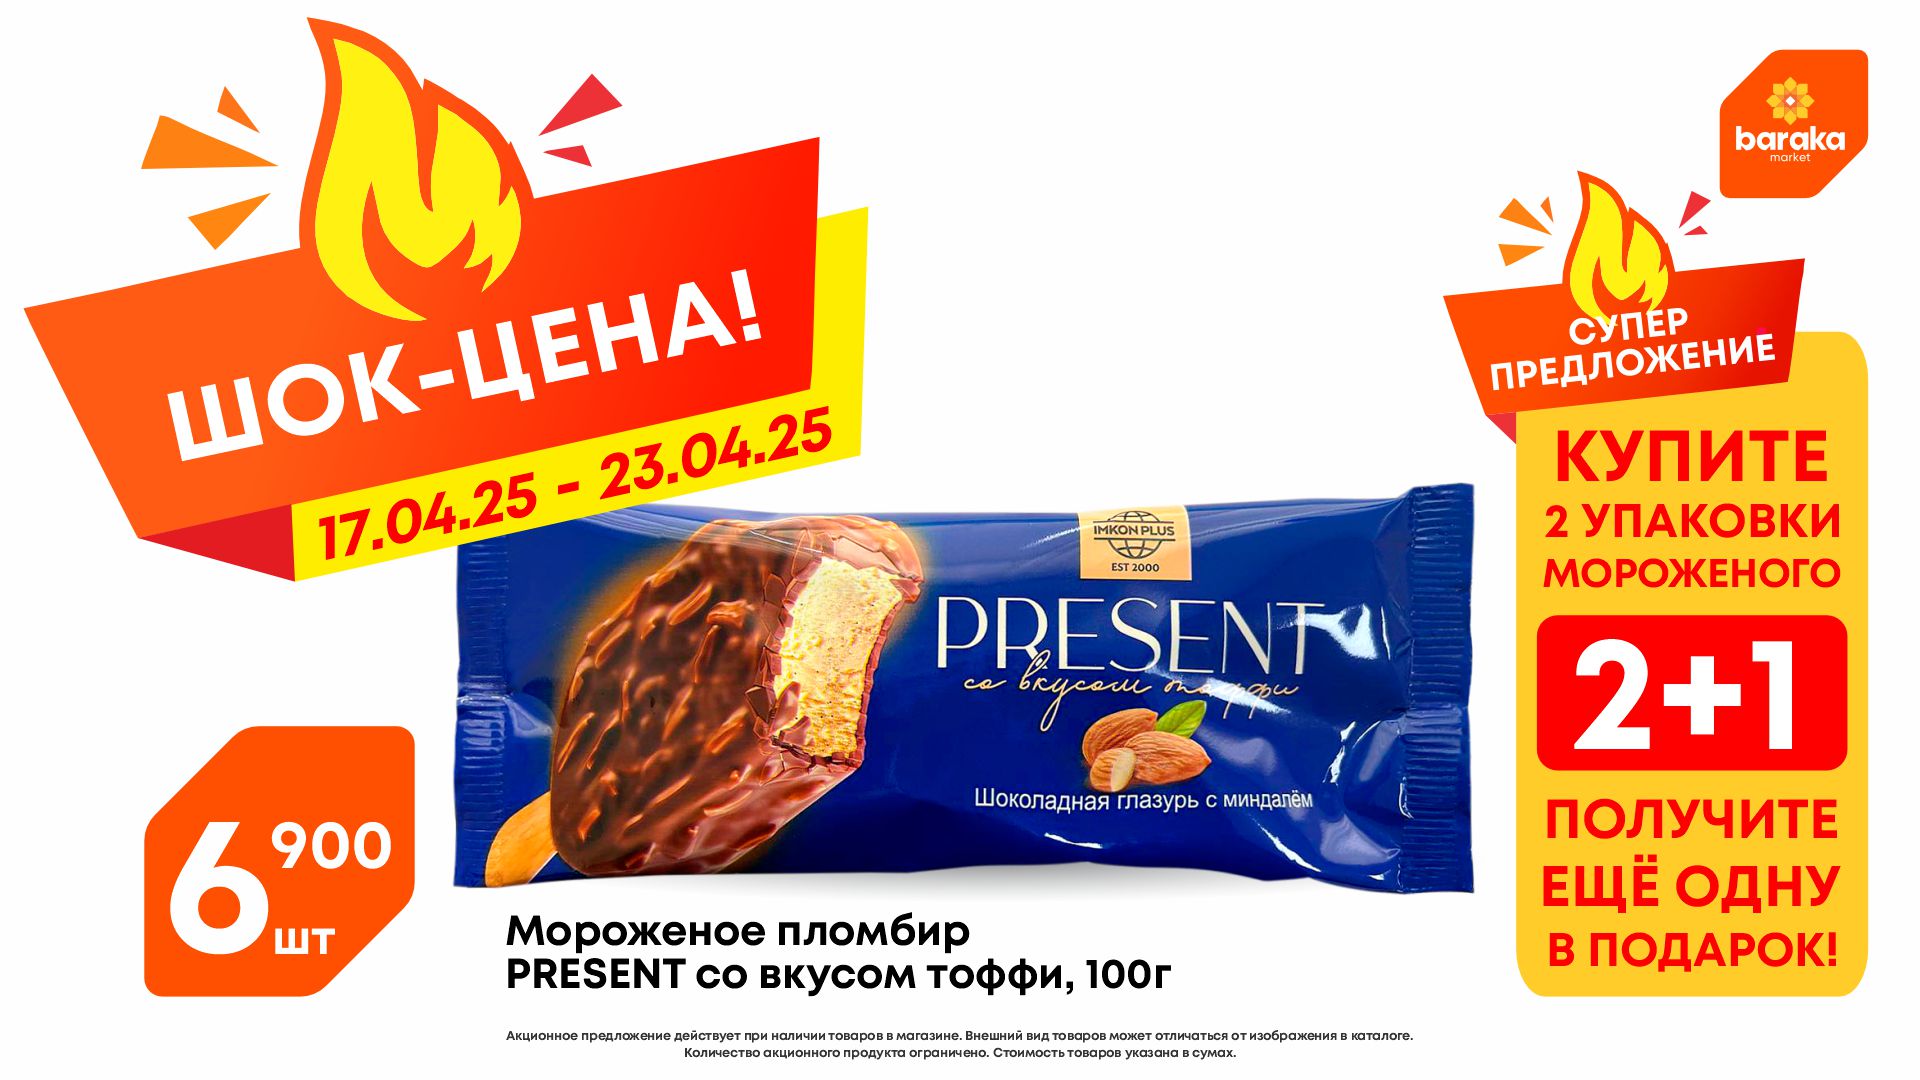 ШОК-ЦЕНА!
17.04.25 - 23.04.25
baraka
market
СУПЕР
ПРЕДЛОЖЕНИЕ
КУПИТЕ
2 УПАКОВКИ
МОРОЖЕНОГО
2+1
ПОЛУЧИТЕ
ЕЩЁ ОДНУ
В ПОДАРОК!
IMKON PLUS
EST 2000
PRESENT
со вкусом тоффи
Шоколадная глазурь с миндалём
6 900
шт
Мороженое пломбир
PRESENT со вкусом тоффи, 100г
Акционное предложение действует при наличии товаров в магазине. Внешний вид товаров может отличаться от изображения в каталоге.
Количество акционного продукта ограничено. Стоимость товаров указана в сумах.